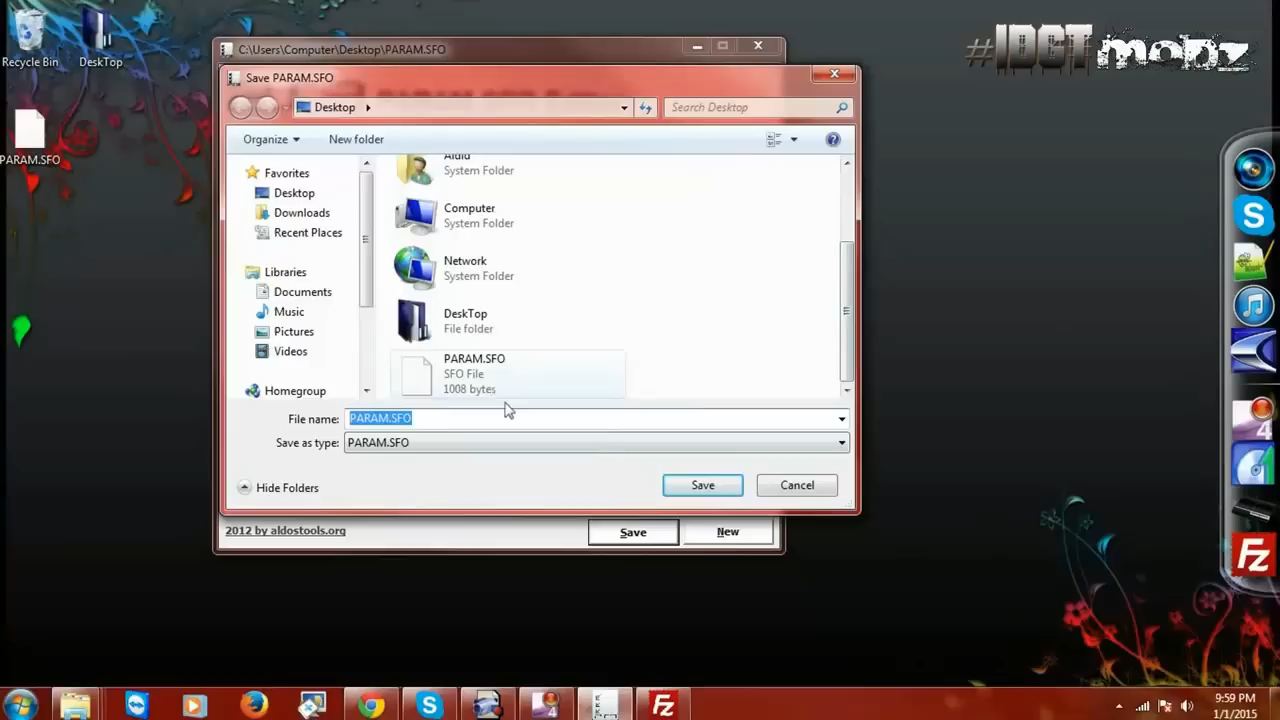 #IDGT mobz
Recycle Bin
DeskTop
PARAM.SFO
C:\Users\Computer\Desktop\PARAM.SFO
Save PARAM.SFO
Desktop
Search Desktop
Organize
New folder
Favorites
Desktop
Downloads
Recent Places
Libraries
Documents
Music
Pictures
Videos
Homegroup
System Folder
Computer
System Folder
Network
System Folder
DeskTop
File folder
PARAM.SFO
SFO File
1008 bytes
File name: PARAM.SFO
Save as type: PARAM.SFO
Hide Folders
Save
Cancel
2012 by aldostools.org
Save
New
9:59 PM
1/1/2015